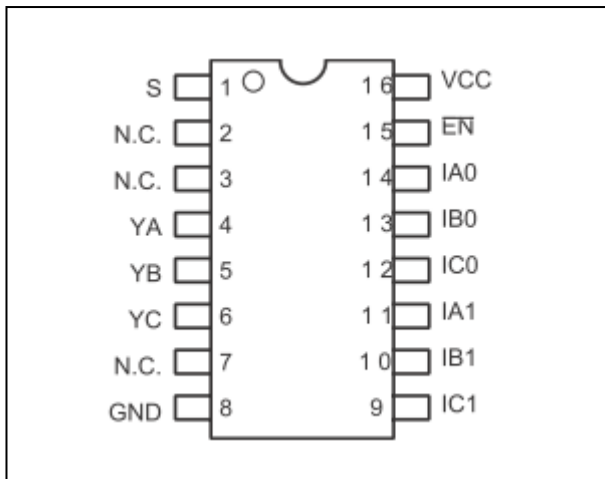 S 1 16 VCC
N.C. 2 15 E̅N̅
N.C. 3 14 IA0
YA 4 13 IB0
YB 5 12 IC0
YC 6 11 IA1
N.C. 7 10 IB1
GND 8 9 IC1